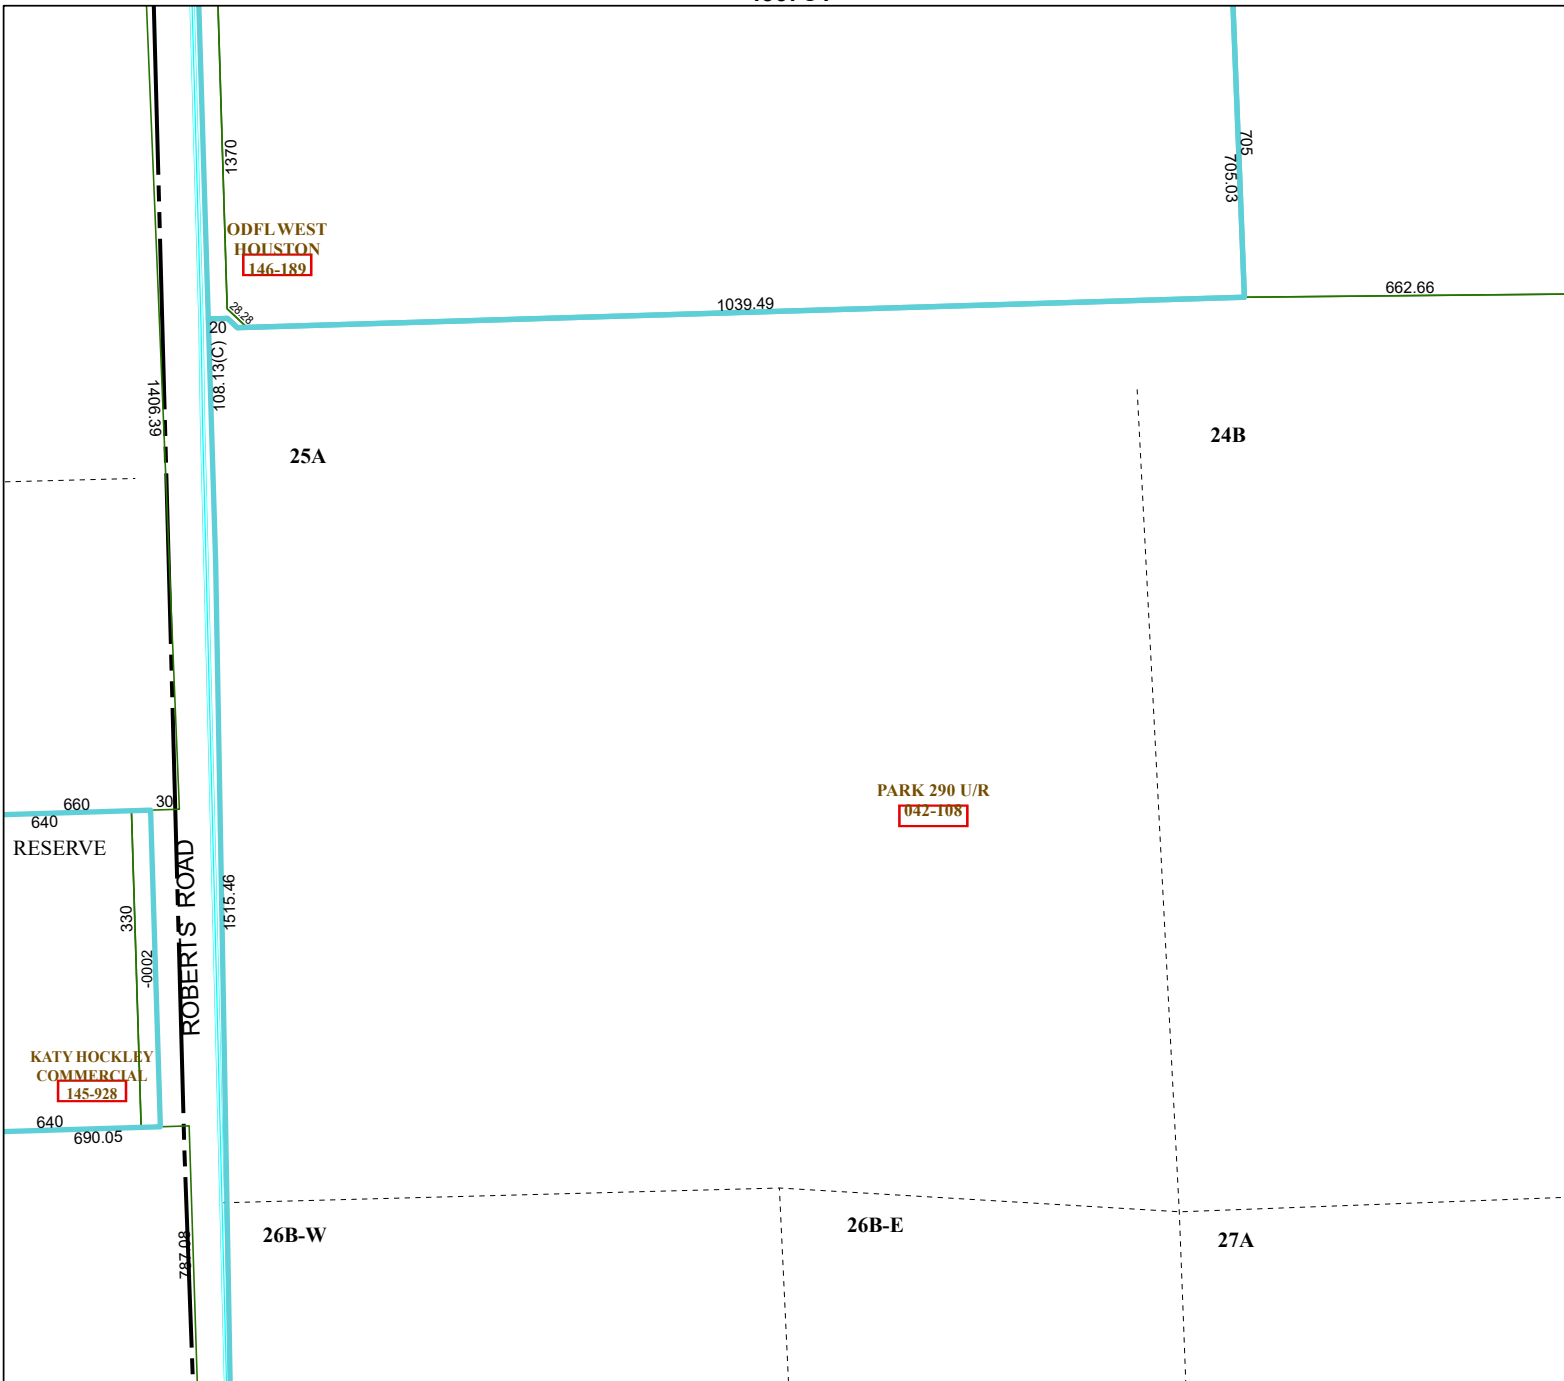 1370
705
705.03
ODFL WEST
HOUSTON
146-189
662.66
1039.49
28.28
20
108.13(C)
1406.39
24B
25A
PARK 290 U/R
042-108
660
30
640
RESERVE
ROBERTS ROAD
1515.46
330
-0002
KATY HOCKLEY
COMMERCIAL
145-928
640
690.05
26B-W
26B-E
27A
787.08